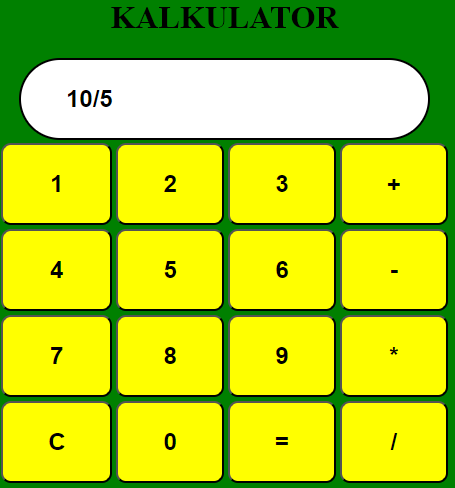 KALKULATOR
10/5
1 2 3 +
4 5 6 -
7 8 9 *
C 0 = /